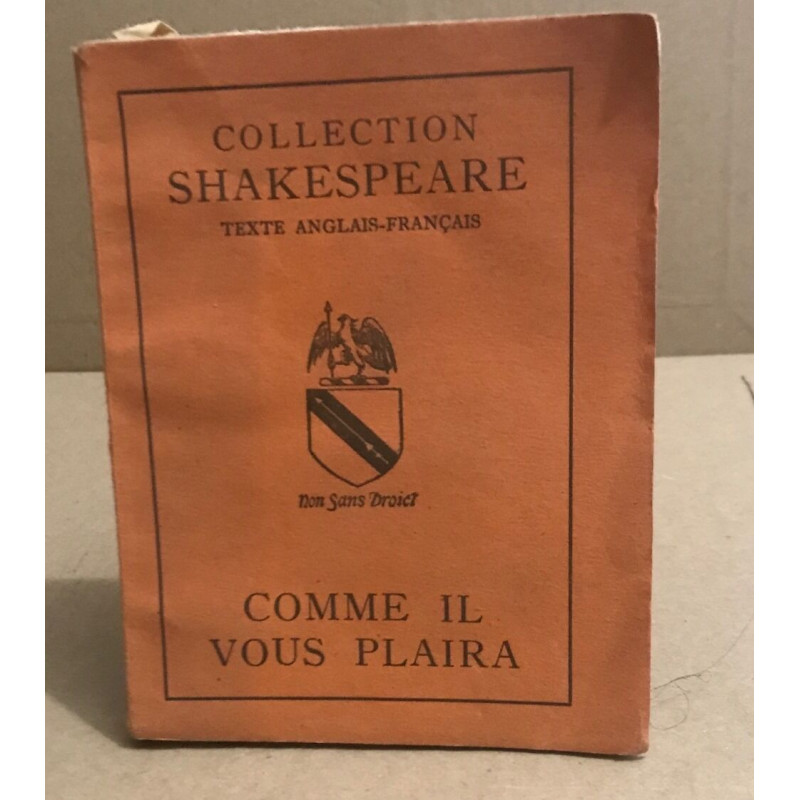 COLLECTION
SHAKESPEARE
TEXTE ANGLAIS-FRANÇAIS
Non Sans Droict
COMME IL
VOUS PLAIRA